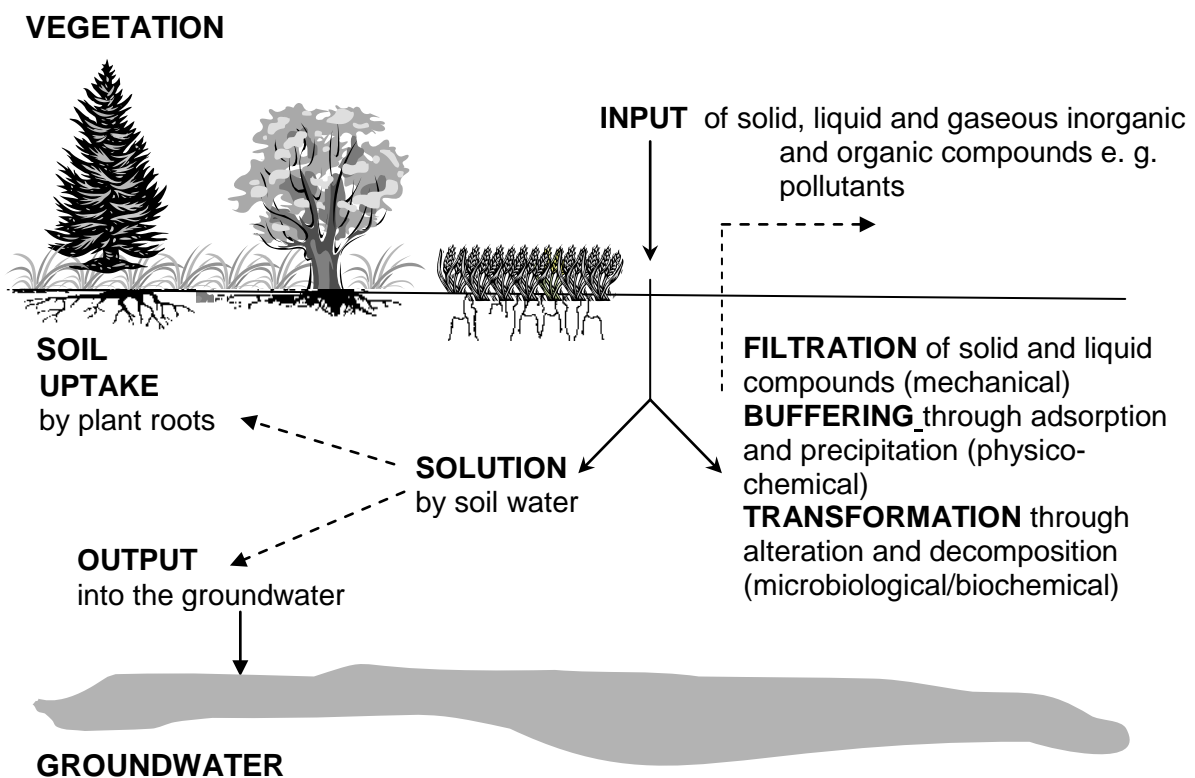 VEGETATION
INPUT of solid, liquid and gaseous inorganic
and organic compounds e. g.
pollutants
SOIL
UPTAKE
by plant roots
FILTRATION of solid and liquid
compounds (mechanical)
BUFFERING through adsorption
and precipitation (physico-
chemical)
TRANSFORMATION through
alteration and decomposition
(microbiological/biochemical)
SOLUTION
by soil water
OUTPUT
into the groundwater
GROUNDWATER